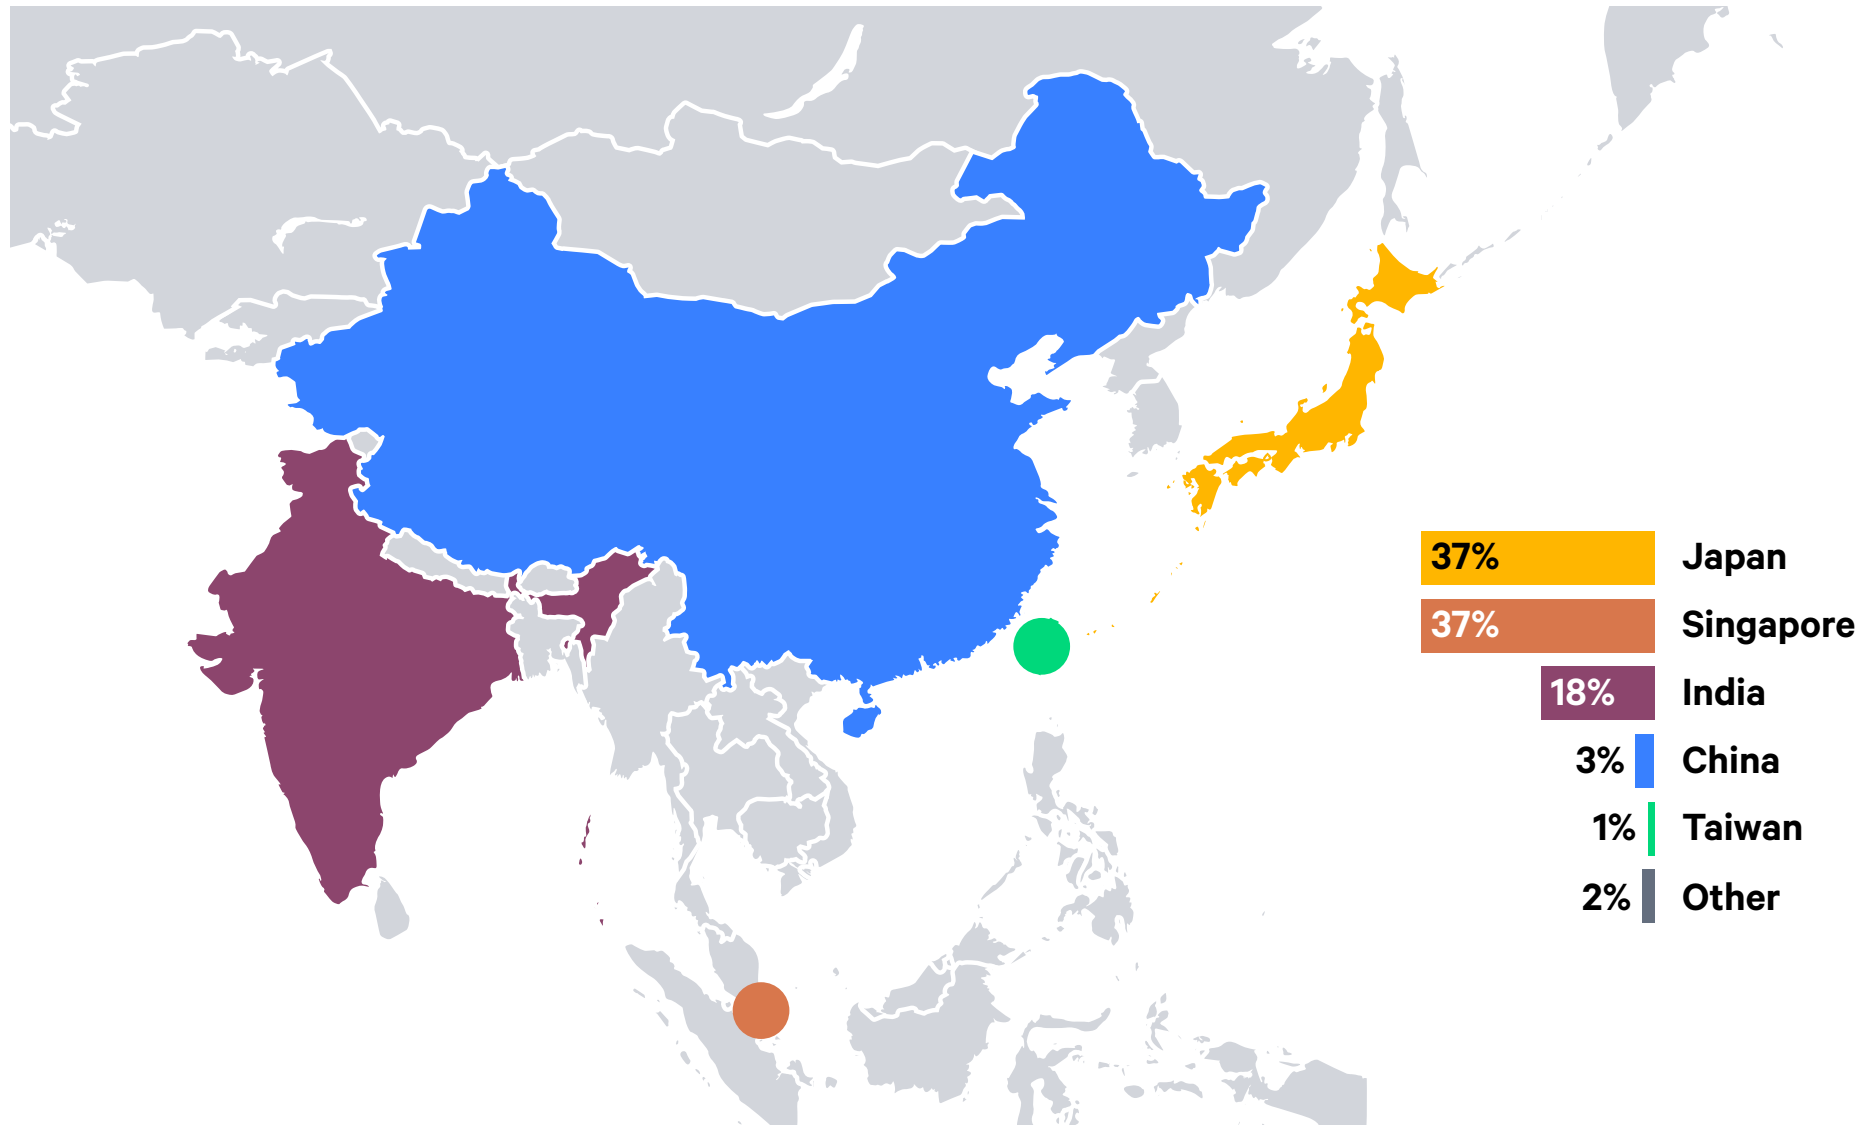 37% Japan
37% Singapore
18% India
3% China
1% Taiwan
2% Other